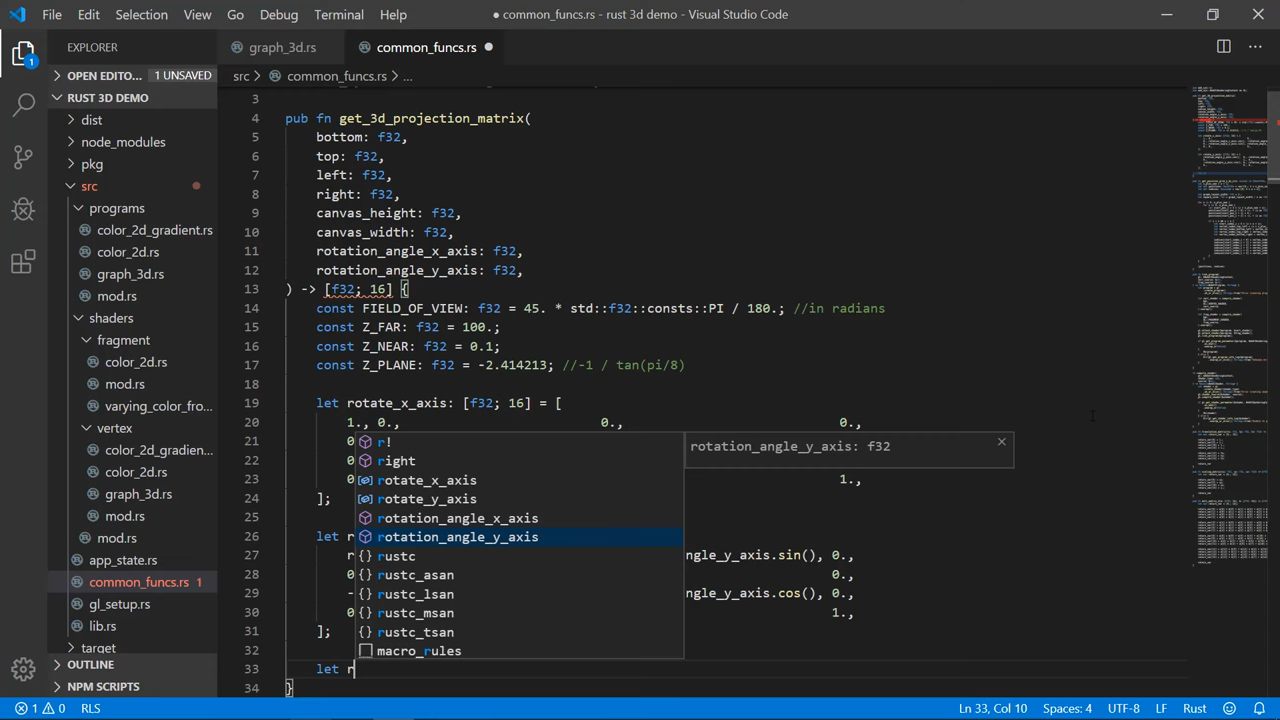 File Edit Selection View Go Debug Terminal Help
● common_funcs.rs - rust 3d demo - Visual Studio Code
EXPLORER
graph_3d.rs
common_funcs.rs ●
OPEN EDITO... 1 UNSAVED
src > common_funcs.rs > ...
RUST 3D DEMO
dist
node_modules
pkg
src
programs
color_2d_gradient.rs
color_2d.rs
graph_3d.rs
mod.rs
shaders
fragment
color_2d.rs
mod.rs
varying_color_fro...
vertex
color_2d_gradien...
color_2d.rs
graph_3d.rs
mod.rs
mod.rs
app_state.rs
common_funcs.rs 1
gl_setup.rs
lib.rs
target
OUTLINE
NPM SCRIPTS
3
4 pub fn get_3d_projection_matrix(
5 bottom: f32,
6 top: f32,
7 left: f32,
8 right: f32,
9 canvas_height: f32,
10 canvas_width: f32,
11 rotation_angle_x_axis: f32,
12 rotation_angle_y_axis: f32,
13 ) -> [f32; 16] {
14 const FIELD_OF_VIEW: f32 = 45. * std::f32::consts::PI / 180.; //in radians
15 const Z_FAR: f32 = 100.;
16 const Z_NEAR: f32 = 0.1;
17 const Z_PLANE: f32 = -2.414213; //-1 / tan(pi/8)
18
19 let rotate_x_axis: [f32; 16] = [
20 1., 0., 0., 0.,
21 0
22 0
23 0 1.,
24 ];
25
26 let r
27 r ngle_y_axis.sin(), 0.,
28 0 0.,
29 - ngle_y_axis.cos(), 0.,
30 0 1.,
31 ];
32
33 let r
34 }
r!
right
rotate_x_axis
rotate_y_axis
rotation_angle_x_axis
rotation_angle_y_axis
rustc
rustc_asan
rustc_lsan
rustc_msan
rustc_tsan
macro_rules
rotation_angle_y_axis: f32
1 0 RLS
Ln 33, Col 10 Spaces: 4 UTF-8 LF Rust